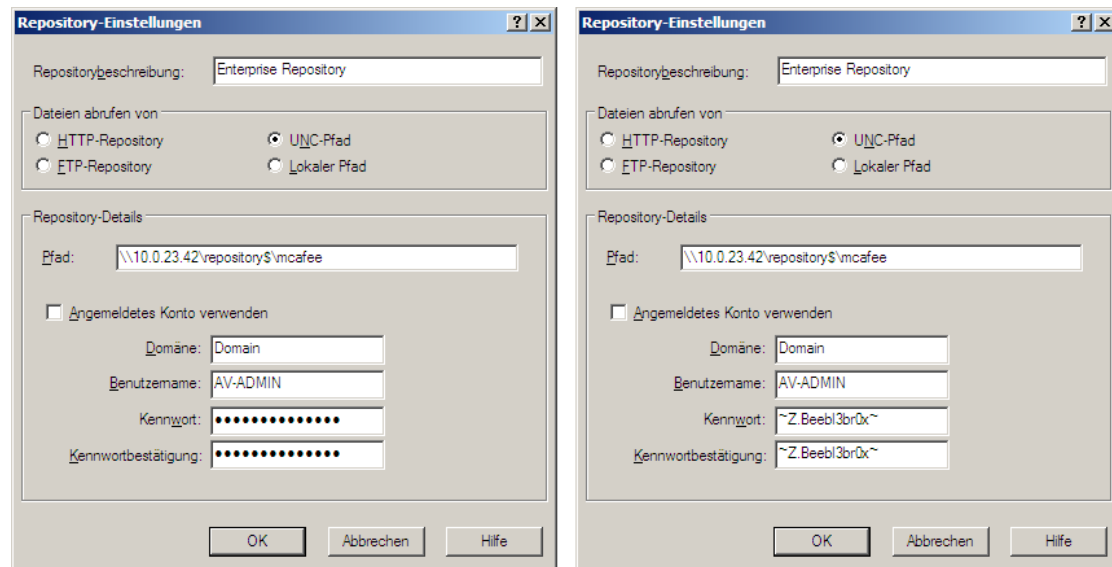 Repository-Einstellungen
Repositorybeschreibung: Enterprise Repository
Dateien abrufen von
HTTP-Repository UNC-Pfad
FTP-Repository Lokaler Pfad
Repository-Details
Pfad: \\10.0.23.42\repository$\mcafee
Angemeldetes Konto verwenden
Domäne: Domain
Benutzername: AV-ADMIN
Kennwort: ●●●●●●●●●●●●●●
Kennwortbestätigung: ●●●●●●●●●●●●●●
OK Abbrechen Hilfe
Repository-Einstellungen
Repositorybeschreibung: Enterprise Repository
Dateien abrufen von
HTTP-Repository UNC-Pfad
FTP-Repository Lokaler Pfad
Repository-Details
Pfad: \\10.0.23.42\repository$\mcafee
Angemeldetes Konto verwenden
Domäne: Domain
Benutzername: AV-ADMIN
Kennwort: ~Z.Beebl3br0x~
Kennwortbestätigung: ~Z.Beebl3br0x~
OK Abbrechen Hilfe